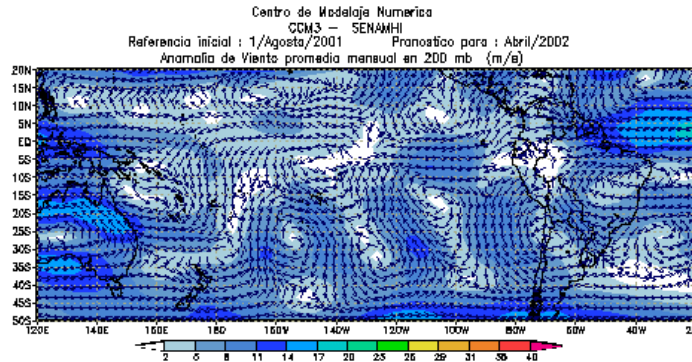 Centro de Modelaje Numerico
CCM3 – SENAMHI
Referencia inicial : 1/Agosto/2001 Pronostico para : Abril/2002
Anomalia de Viento promedio mensual en 200 mb (m/s)
20N
15N
10N
5N
EQ
5S
10S
15S
20S
25S
30S
35S
40S
45S
50S
120E 140E 160E 180 160W 140W 120W 100W 80W 60W 40W 2
2 5 8 11 14 17 20 23 26 29 31 33 36 40